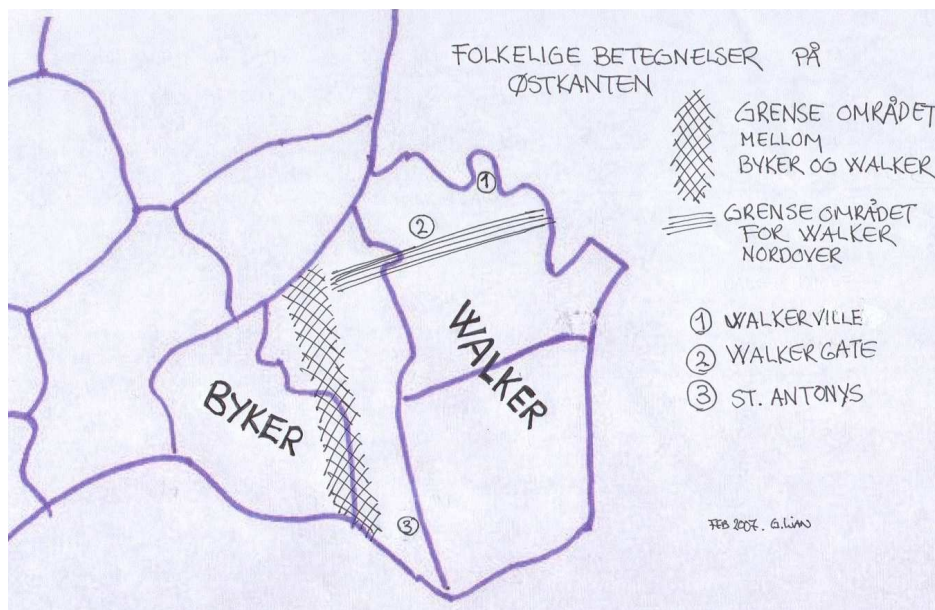 FOLKELIGE BETEGNELSER PÅ
ØSTKANTEN
GRENSE OMRÅDET
MELLOM
BYKER OG WALKER
GRENSE OMRÅDET
FOR WALKER
NORDOVER
1 WALKERVILLE
2 WALKERGATE
3 ST. ANTONYS
1
2
WALKER
BYKER
3
FEB 2007. G.Linn